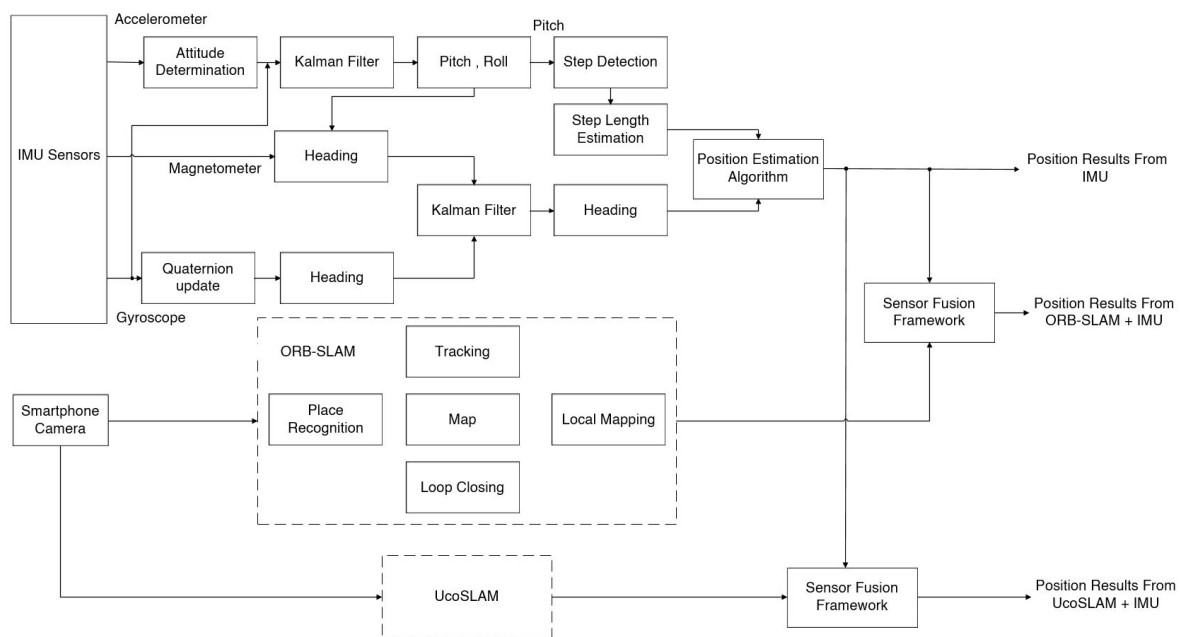 Accelerometer
Pitch
Attitude
Determination
Kalman Filter
Pitch , Roll
Step Detection
Step Length
Estimation
IMU Sensors
Heading
Magnetometer
Position Estimation
Algorithm
Position Results From
IMU
Kalman Filter
Heading
Quaternion
update
Heading
Gyroscope
Sensor Fusion
Framework
Position Results From
ORB-SLAM + IMU
ORB-SLAM
Tracking
Smartphone
Camera
Place
Recognition
Map
Local Mapping
Loop Closing
UcoSLAM
Sensor Fusion
Framework
Position Results From
UcoSLAM + IMU